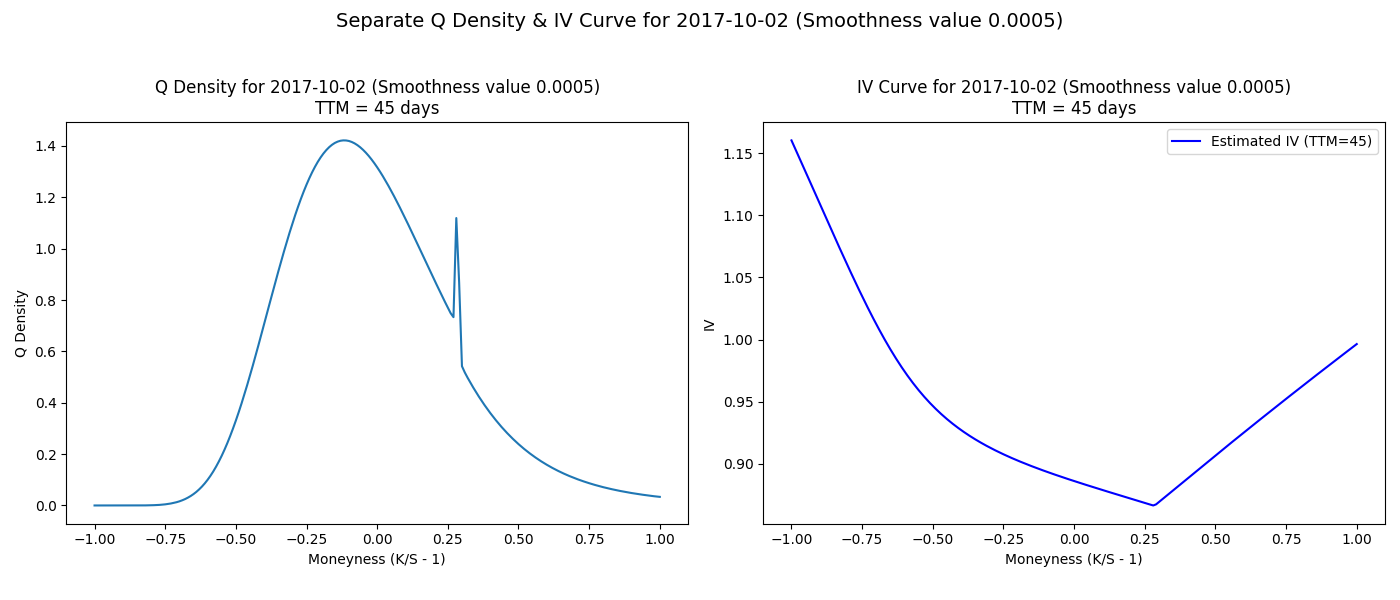 Separate Q Density & IV Curve for 2017-10-02 (Smoothness value 0.0005)
Q Density for 2017-10-02 (Smoothness value 0.0005)
TTM = 45 days
Q Density
1.4
1.2
1.0
0.8
0.6
0.4
0.2
0.0
−1.00 −0.75 −0.50 −0.25 0.00 0.25 0.50 0.75 1.00
Moneyness (K/S - 1)
IV Curve for 2017-10-02 (Smoothness value 0.0005)
TTM = 45 days
Estimated IV (TTM=45)
IV
1.15
1.10
1.05
1.00
0.95
0.90
−1.00 −0.75 −0.50 −0.25 0.00 0.25 0.50 0.75 1.00
Moneyness (K/S - 1)